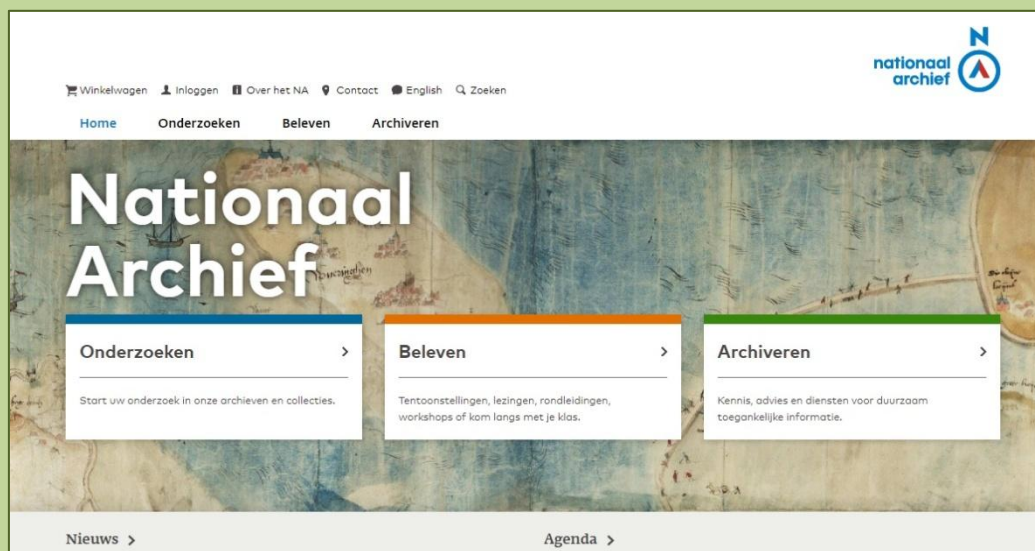 nationaal
archief
Winkelwagen Inloggen Over het NA Contact English Zoeken
Home Onderzoeken Beleven Archiveren
Nationaal
Archief
Onderzoeken
Start uw onderzoek in onze archieven en collecties.
Beleven
Tentoonstellingen, lezingen, rondleidingen,
workshops of kom langs met je klas.
Archiveren
Kennis, advies en diensten voor duurzaam
toegankelijke informatie.
Nieuws
Agenda